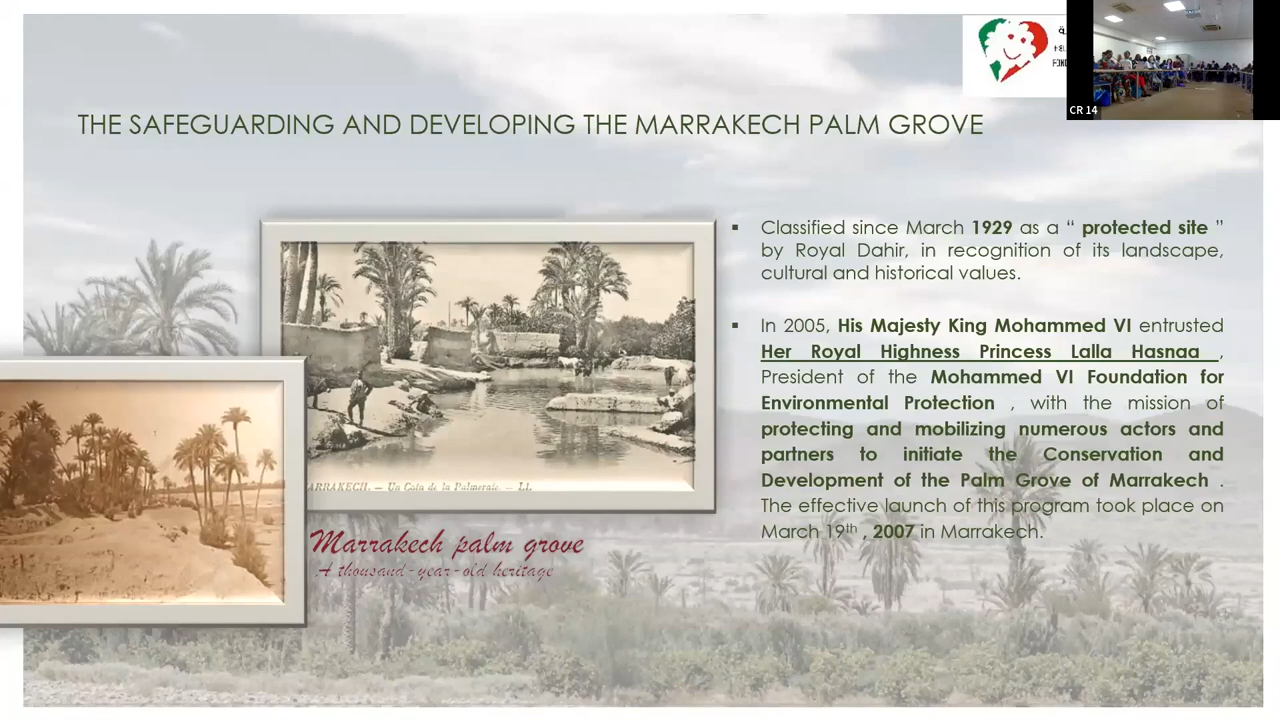 CR 14
THE SAFEGUARDING AND DEVELOPING THE MARRAKECH PALM GROVE
▪ Classified since March 1929 as a “ protected site ”
by Royal Dahir, in recognition of its landscape,
cultural and historical values.
▪ In 2005, His Majesty King Mohammed VI entrusted
Her Royal Highness Princess Lalla Hasnaa ,
President of the Mohammed VI Foundation for
Environmental Protection , with the mission of
protecting and mobilizing numerous actors and
partners to initiate the Conservation and
Development of the Palm Grove of Marrakech .
The effective launch of this program took place on
March 19th , 2007 in Marrakech.
ARRAKECH. — Un Coin de la Palmeraie. — LL
Marrakech palm grove
A thousand-year-old heritage